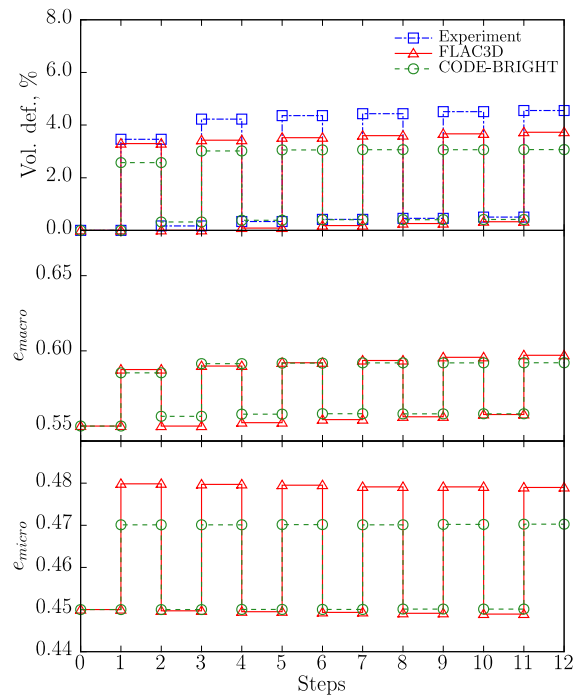 8.0
6.0
4.0
2.0
0.0
Vol. def., %
Experiment
FLAC3D
CODE-BRIGHT
0.65
0.60
0.55
e_macro
0.48
0.47
0.46
0.45
0.44
e_micro
0 1 2 3 4 5 6 7 8 9 10 11 12
Steps